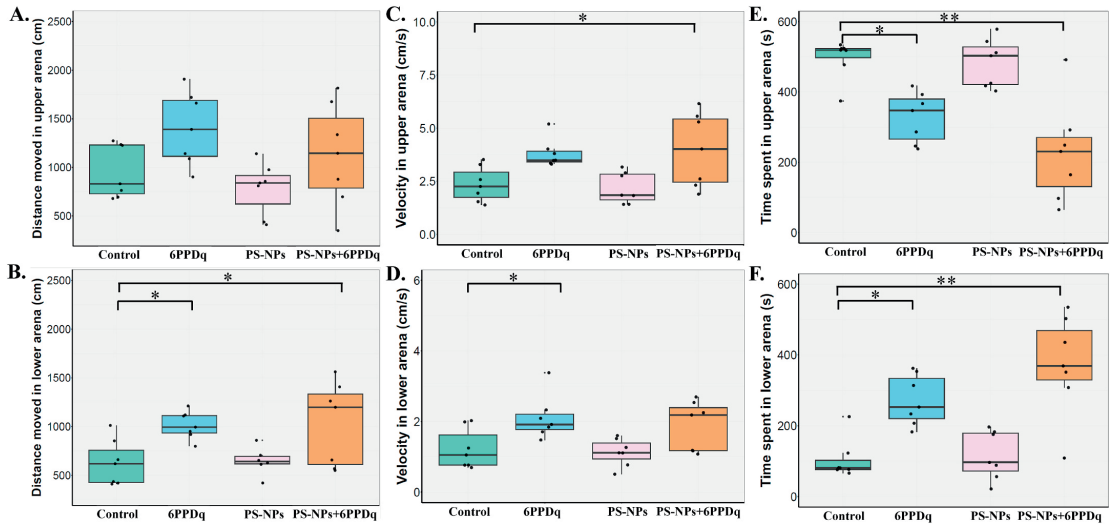 A.
Distance moved in upper arena (cm)
2500
2000
1500
1000
500
Control 6PPDq PS-NPs PS-NPs+6PPDq
C.
Velocity in upper arena (cm/s)
10.0
7.5
5.0
2.5
0.0
*
Control 6PPDq PS-NPs PS-NPs+6PPDq
E.
Time spent in upper arena (s)
600
400
200
0
**
*
Control 6PPDq PS-NPs PS-NPs+6PPDq
B.
Distance moved in lower arena (cm)
2500
2000
1500
1000
500
*
*
Control 6PPDq PS-NPs PS-NPs+6PPDq
D.
Velocity in lower arena (cm/s)
6
4
2
0
*
Control 6PPDq PS-NPs PS-NPs+6PPDq
F.
Time spent in lower arena (s)
600
400
200
0
**
*
Control 6PPDq PS-NPs PS-NPs+6PPDq